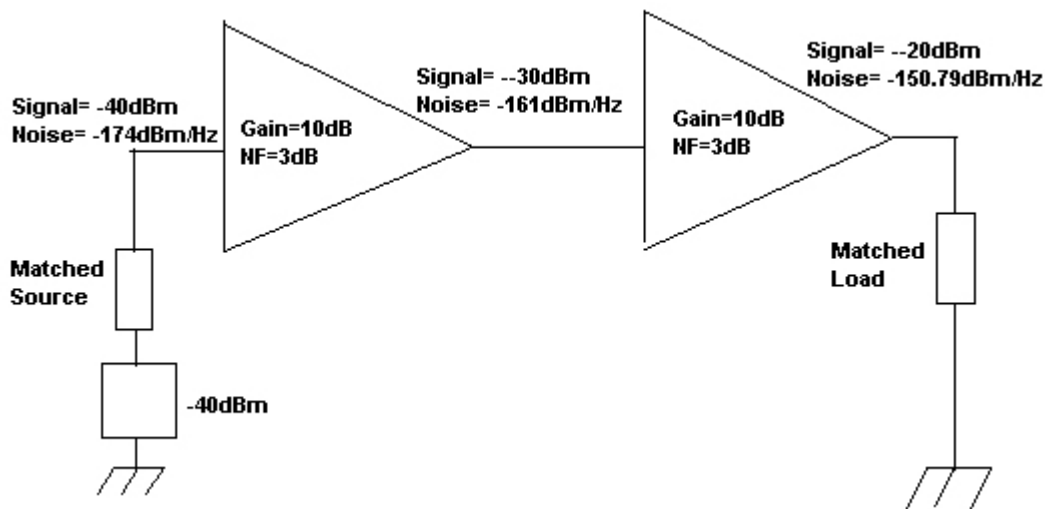 Signal= -40dBm
Noise= -174dBm/Hz
Gain=10dB
NF=3dB
Signal= --30dBm
Noise= -161dBm/Hz
Gain=10dB
NF=3dB
Signal= --20dBm
Noise= -150.79dBm/Hz
Matched
Source
-40dBm
Matched
Load